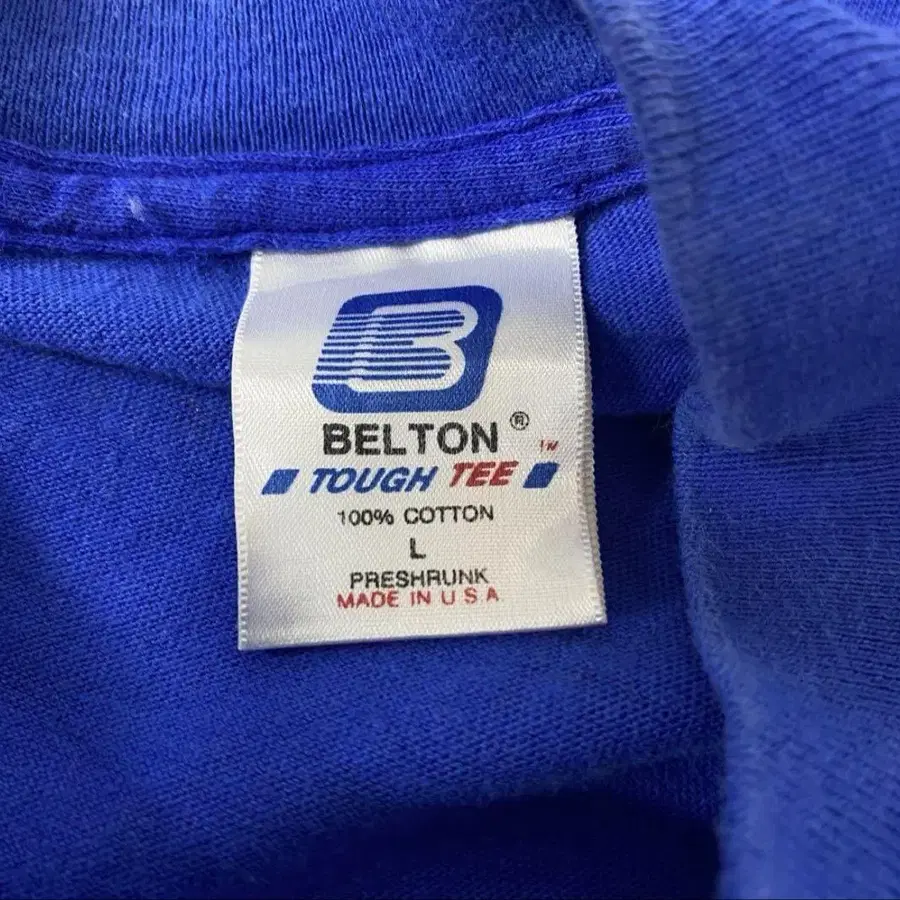 B
BELTON ®
TOUGH TEE ™
100% COTTON
L
PRESHRUNK
MADE IN U S A